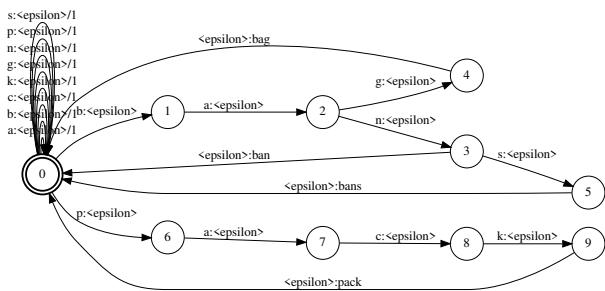 s:<epsilon>/1
p:<epsilon>/1
n:<epsilon>/1
g:<epsilon>/1
k:<epsilon>/1
c:<epsilon>/1
b:<epsilon>/1
a:<epsilon>/1
<epsilon>:bag
b:<epsilon>
1
a:<epsilon>
2
g:<epsilon>
4
n:<epsilon>
3
<epsilon>:ban
s:<epsilon>
0
<epsilon>:bans
5
p:<epsilon>
6
a:<epsilon>
7
c:<epsilon>
8
k:<epsilon>
9
<epsilon>:pack